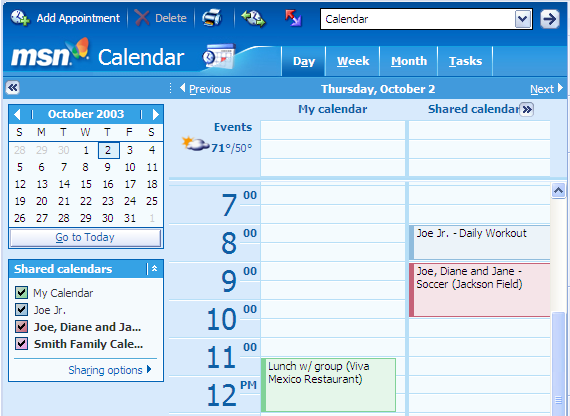 Add Appointment Delete Calendar
msn Calendar
Day Week Month Tasks
Previous Thursday, October 2 Next
October 2003
S M T W T F S
28 29 30 1 2 3 4
5 6 7 8 9 10 11
12 13 14 15 16 17 18
19 20 21 22 23 24 25
26 27 28 29 30 31 1
Go to Today
Shared calendars
My Calendar
Joe Jr.
Joe, Diane and Ja...
Smith Family Cale...
Sharing options
My calendar Shared calendar
Events
71°/50°
7 00
8 00
Joe Jr. - Daily Workout
9 00
Joe, Diane and Jane -
Soccer (Jackson Field)
10 00
11 00
Lunch w/ group (Viva
Mexico Restaurant)
12 PM